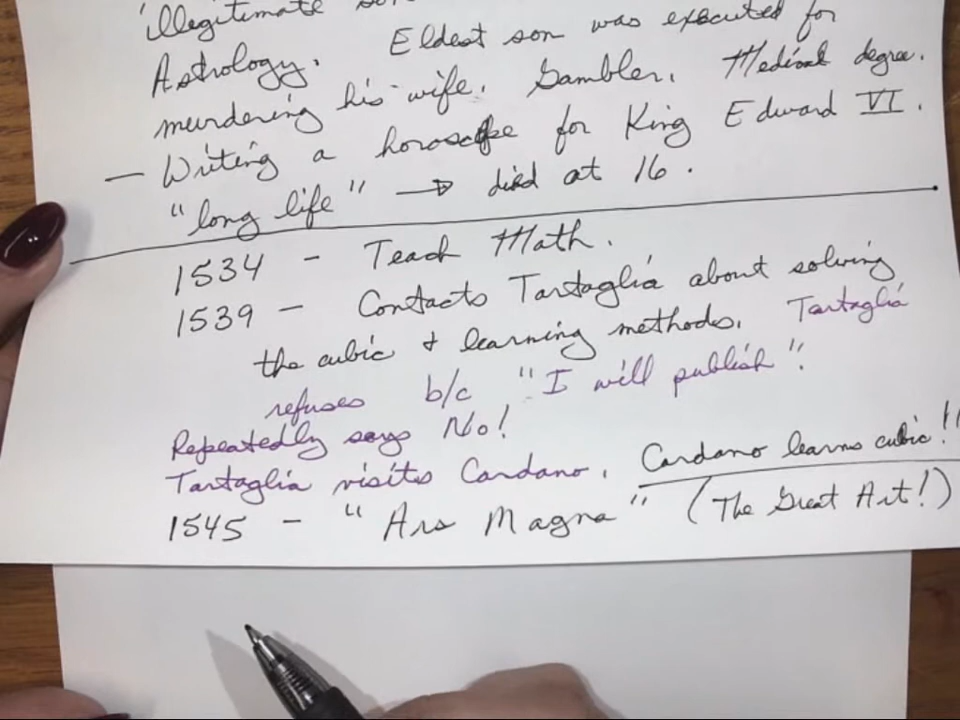 illegitimate
Astrology. Eldest son was executed for
murdering his wife. Gambler. Medical degree.
— Writing a horoscope for King Edward VI.
"long life" → died at 16.
1534 - Teach Math.
1539 - Contacts Tartaglia about solving
the cubic + learning methods. Tartaglia
refuses b/c "I will publish".
Repeatedly says No!
Tartaglia visits Cardano. Cardano learns cubic!!
1545 - "Ars Magna" (The Great Art!)